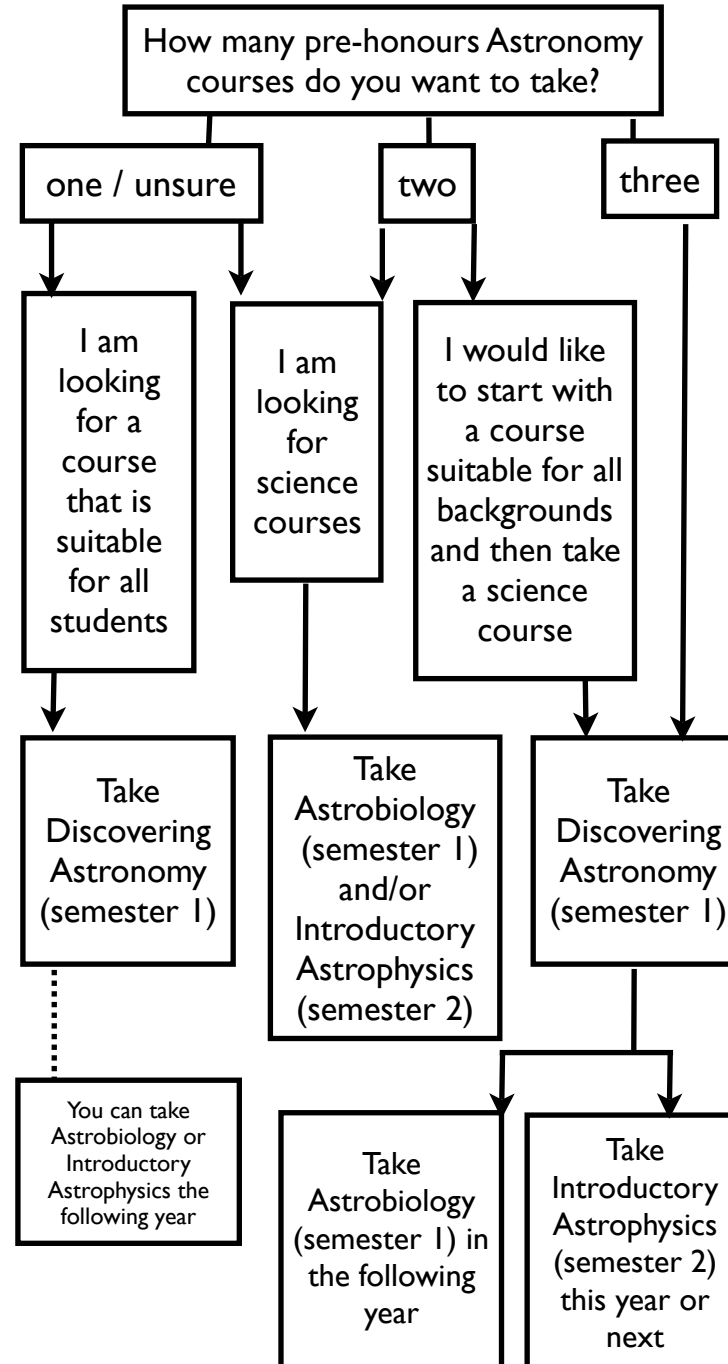 How many pre-honours Astronomy
courses do you want to take?
one / unsure
two
three
I am
looking
for a
course
that is
suitable
for all
students
I am
looking
for
science
courses
I would like
to start with
a course
suitable for all
backgrounds
and then take
a science
course
Take
Discovering
Astronomy
(semester 1)
Take
Astrobiology
(semester 1)
and/or
Introductory
Astrophysics
(semester 2)
Take
Discovering
Astronomy
(semester 1)
You can take
Astrobiology or
Introductory
Astrophysics the
following year
Take
Astrobiology
(semester 1) in
the following
year
Take
Introductory
Astrophysics
(semester 2)
this year or
next